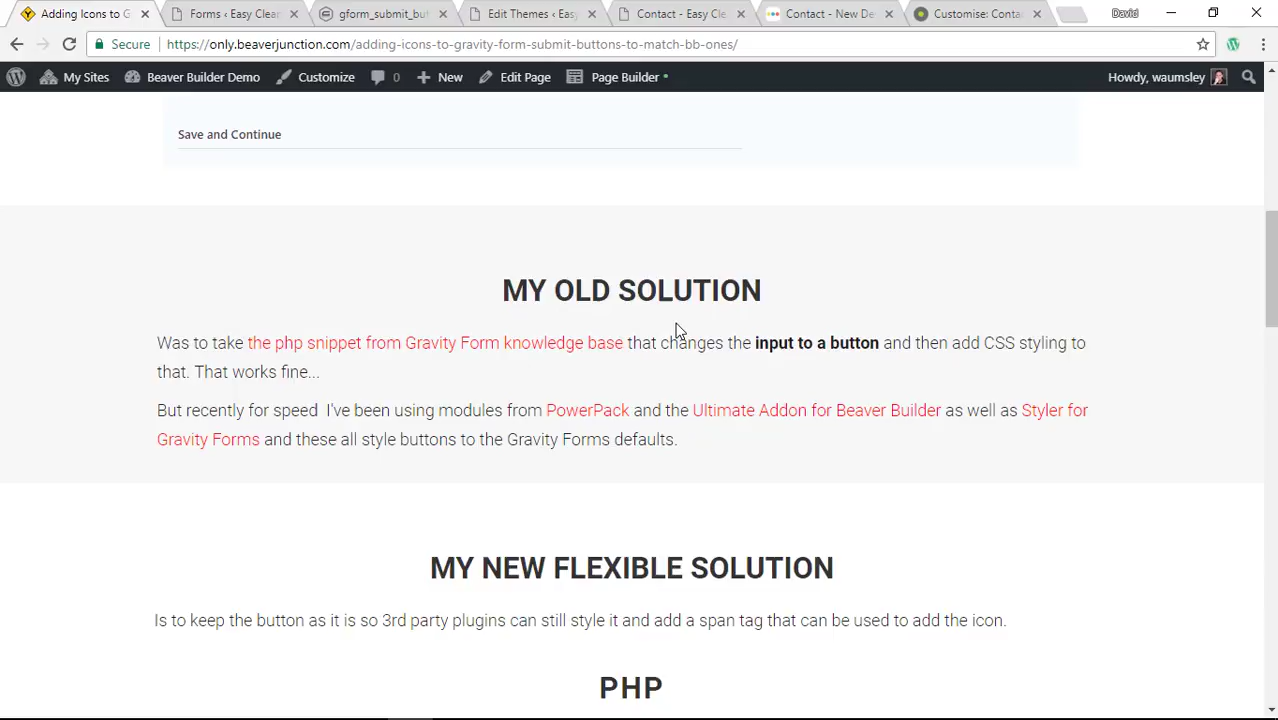 Adding Icons to G
Forms ‹ Easy Clea
gform_submit_but
Edit Themes ‹ Eas
Contact - Easy Cle
Contact - New De
Customise: Conta
David
Secure https://only.beaverjunction.com/adding-icons-to-gravity-form-submit-buttons-to-match-bb-ones/
My Sites Beaver Builder Demo Customize 0 New Edit Page Page Builder Howdy, waumsley
Save and Continue
MY OLD SOLUTION
Was to take the php snippet from Gravity Form knowledge base that changes the input to a button and then add CSS styling to
that. That works fine...
But recently for speed I've been using modules from PowerPack and the Ultimate Addon for Beaver Builder as well as Styler for
Gravity Forms and these all style buttons to the Gravity Forms defaults.
MY NEW FLEXIBLE SOLUTION
Is to keep the button as it is so 3rd party plugins can still style it and add a span tag that can be used to add the icon.
PHP